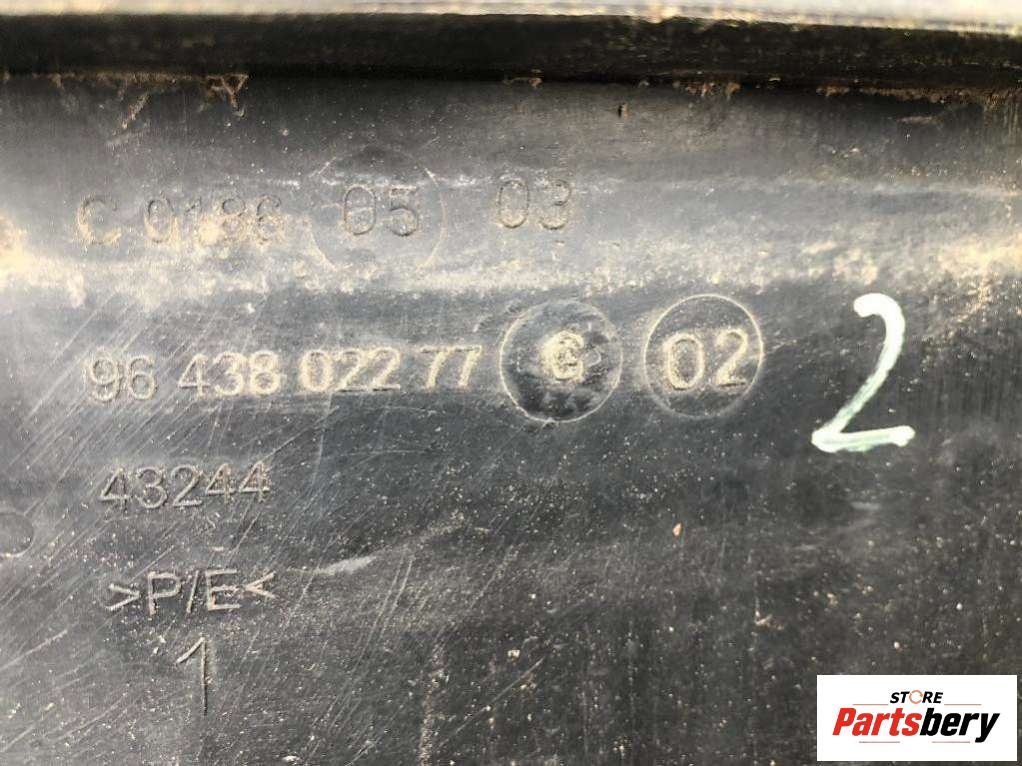 C 0186 05 03
96 438 022 77 G 02 2
43244
>P/E<
1
STORE
Partsbery